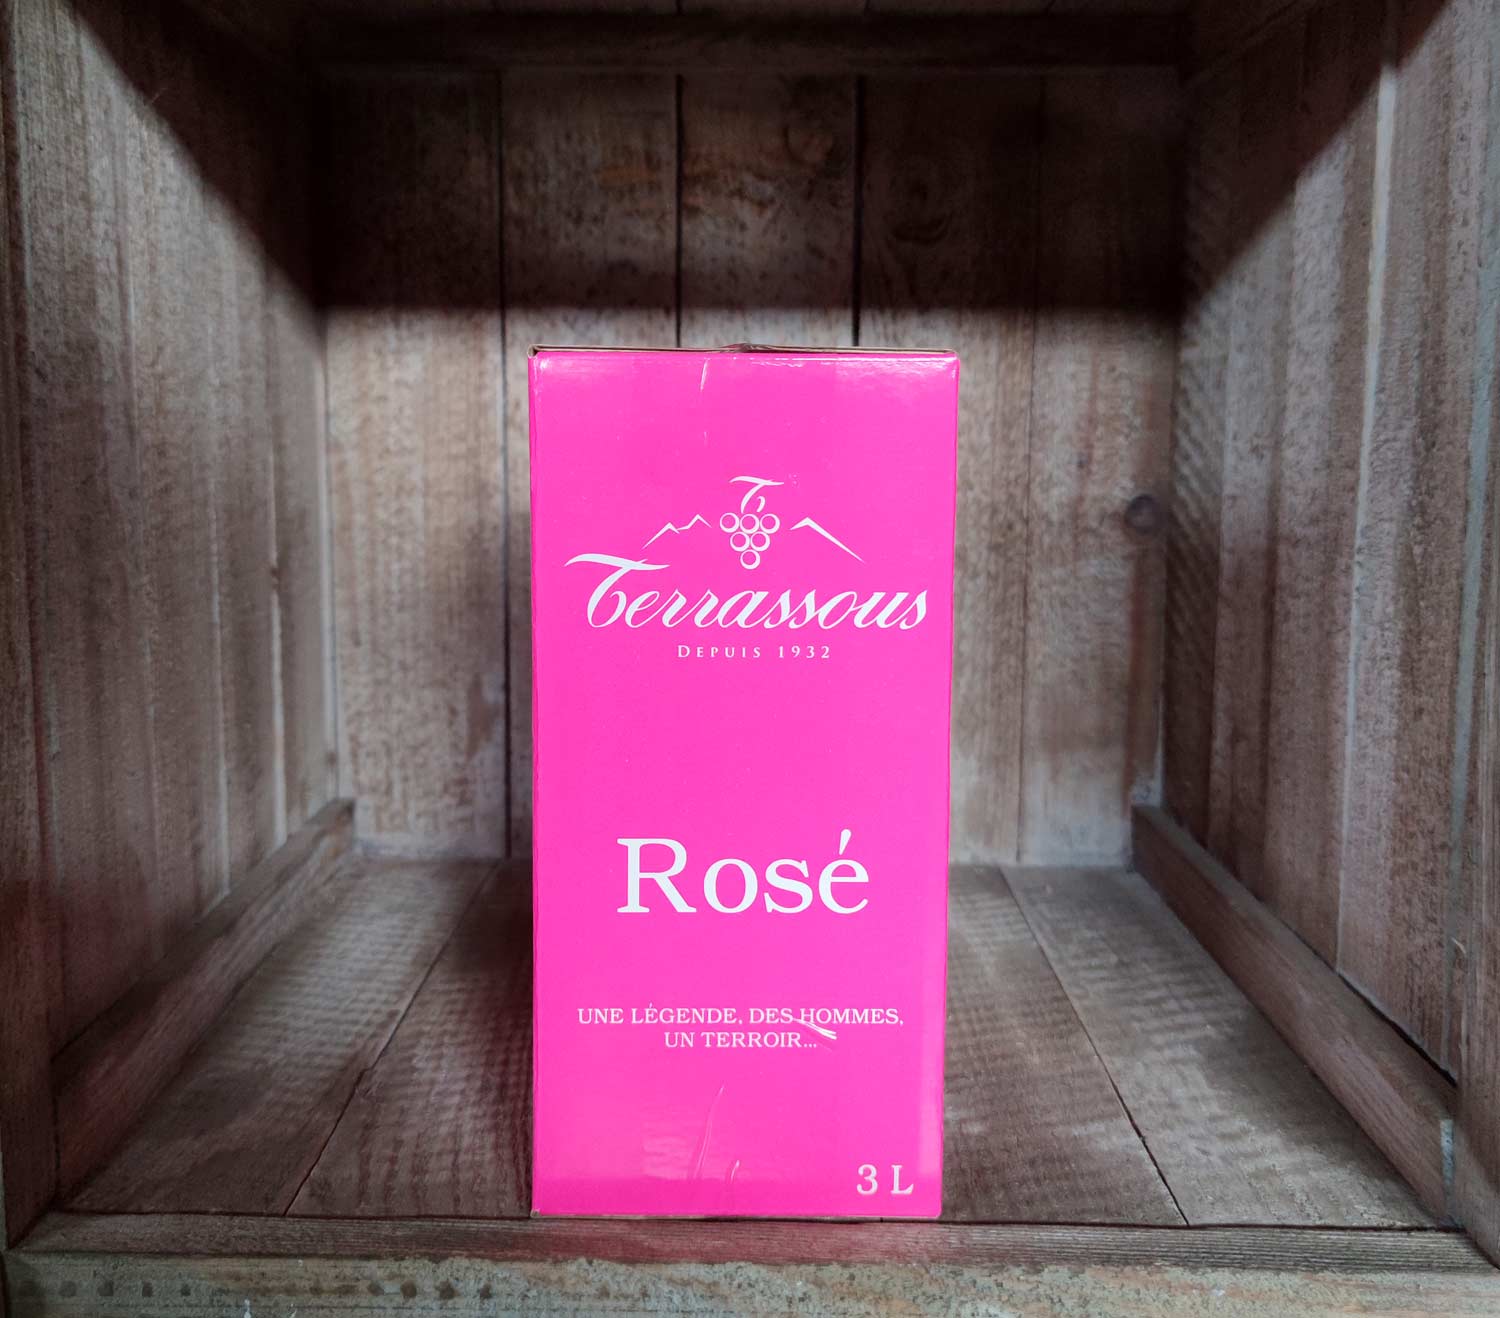 Terrassous
DEPUIS 1932
Rosé
UNE LÉGENDE, DES HOMMES,
UN TERROIR...
3 L